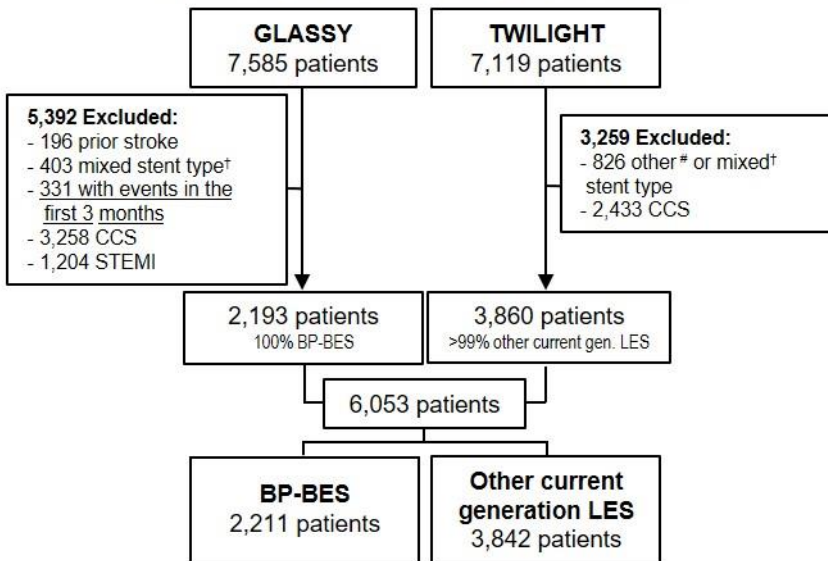 GLASSY
7,585 patients
TWILIGHT
7,119 patients
5,392 Excluded:
- 196 prior stroke
- 403 mixed stent type†
- 331 with events in the
first 3 months
- 3,258 CCS
- 1,204 STEMI
3,259 Excluded:
- 826 other # or mixed†
stent type
- 2,433 CCS
2,193 patients
100% BP-BES
3,860 patients
>99% other current gen. LES
6,053 patients
BP-BES
2,211 patients
Other current
generation LES
3,842 patients